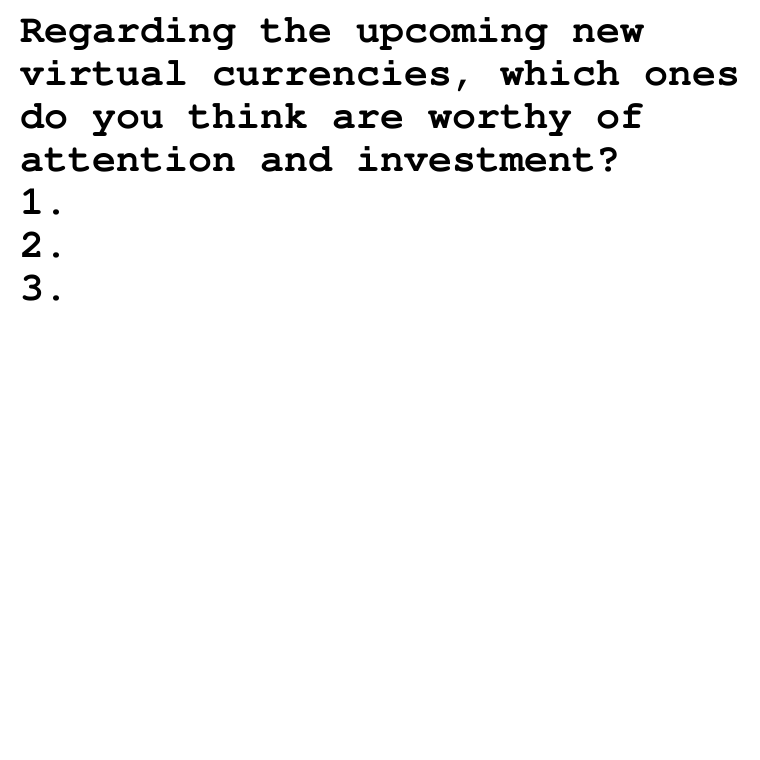 Regarding the upcoming new
virtual currencies, which ones
do you think are worthy of
attention and investment?
1.
2.
3.